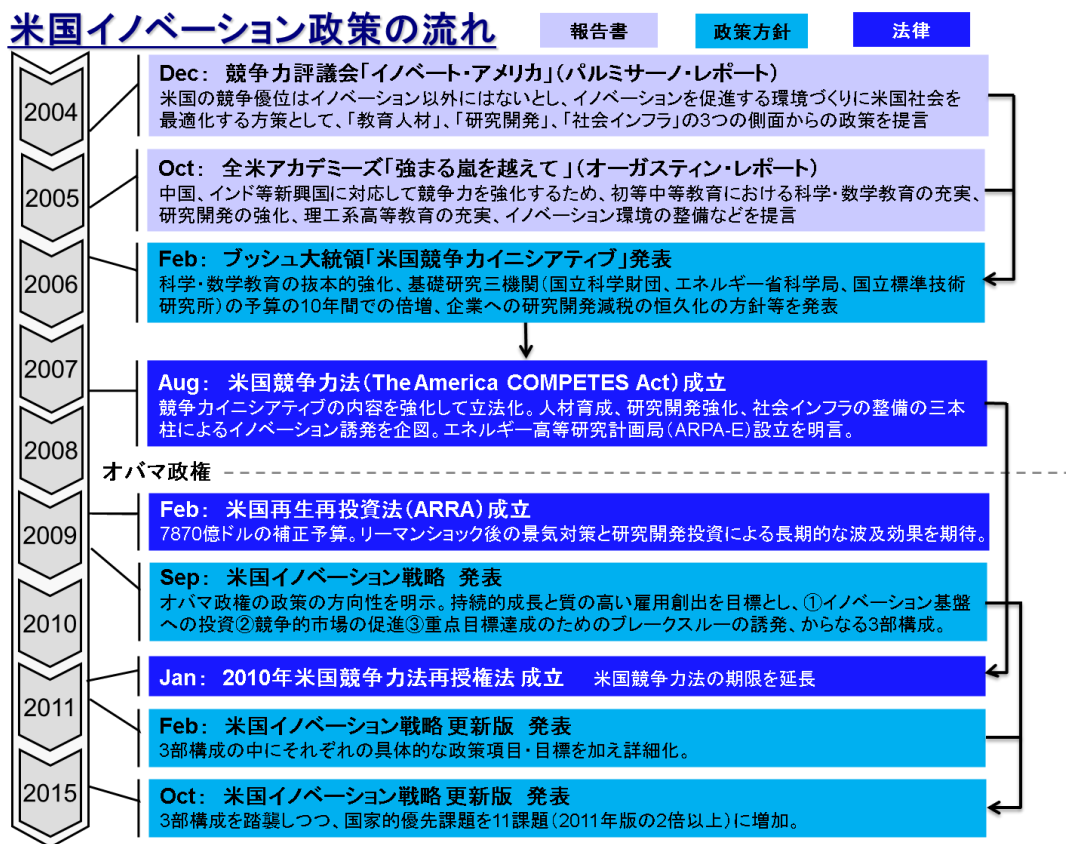 米国イノベーション政策の流れ
報告書
政策方針
法律
2004
Dec： 競争力評議会「イノベート・アメリカ」（パルミサーノ・レポート）
米国の競争優位はイノベーション以外にはないとし、イノベーションを促進する環境づくりに米国社会を
最適化する方策として、「教育人材」、「研究開発」、「社会インフラ」の3つの側面からの政策を提言
2005
Oct： 全米アカデミーズ「強まる嵐を越えて」（オーガスティン・レポート）
中国、インド等新興国に対応して競争力を強化するため、初等中等教育における科学・数学教育の充実、
研究開発の強化、理工系高等教育の充実、イノベーション環境の整備などを提言
2006
Feb： ブッシュ大統領「米国競争力イニシアティブ」発表
科学・数学教育の抜本的強化、基礎研究三機関（国立科学財団、エネルギー省科学局、国立標準技術
研究所）の予算の10年間での倍増、企業への研究開発減税の恒久化の方針等を発表
2007
Aug： 米国競争力法（The America COMPETES Act）成立
競争力イニシアティブの内容を強化して立法化。人材育成、研究開発強化、社会インフラの整備の三本
柱によるイノベーション誘発を企図。エネルギー高等研究計画局（ARPA-E）設立を明言。
2008
オバマ政権
2009
Feb： 米国再生再投資法（ARRA）成立
7870億ドルの補正予算。リーマンショック後の景気対策と研究開発投資による長期的な波及効果を期待。
Sep： 米国イノベーション戦略 発表
オバマ政権の政策の方向性を明示。持続的成長と質の高い雇用創出を目標とし、①イノベーション基盤
への投資②競争的市場の促進③重点目標達成のためのブレークスルーの誘発、からなる3部構成。
2010
Jan： 2010年米国競争力法再授権法 成立 米国競争力法の期限を延長
2011
Feb： 米国イノベーション戦略 更新版 発表
3部構成の中にそれぞれの具体的な政策項目・目標を加え詳細化。
2015
Oct： 米国イノベーション戦略 更新版 発表
3部構成を踏襲しつつ、国家的優先課題を11課題（2011年版の2倍以上）に増加。